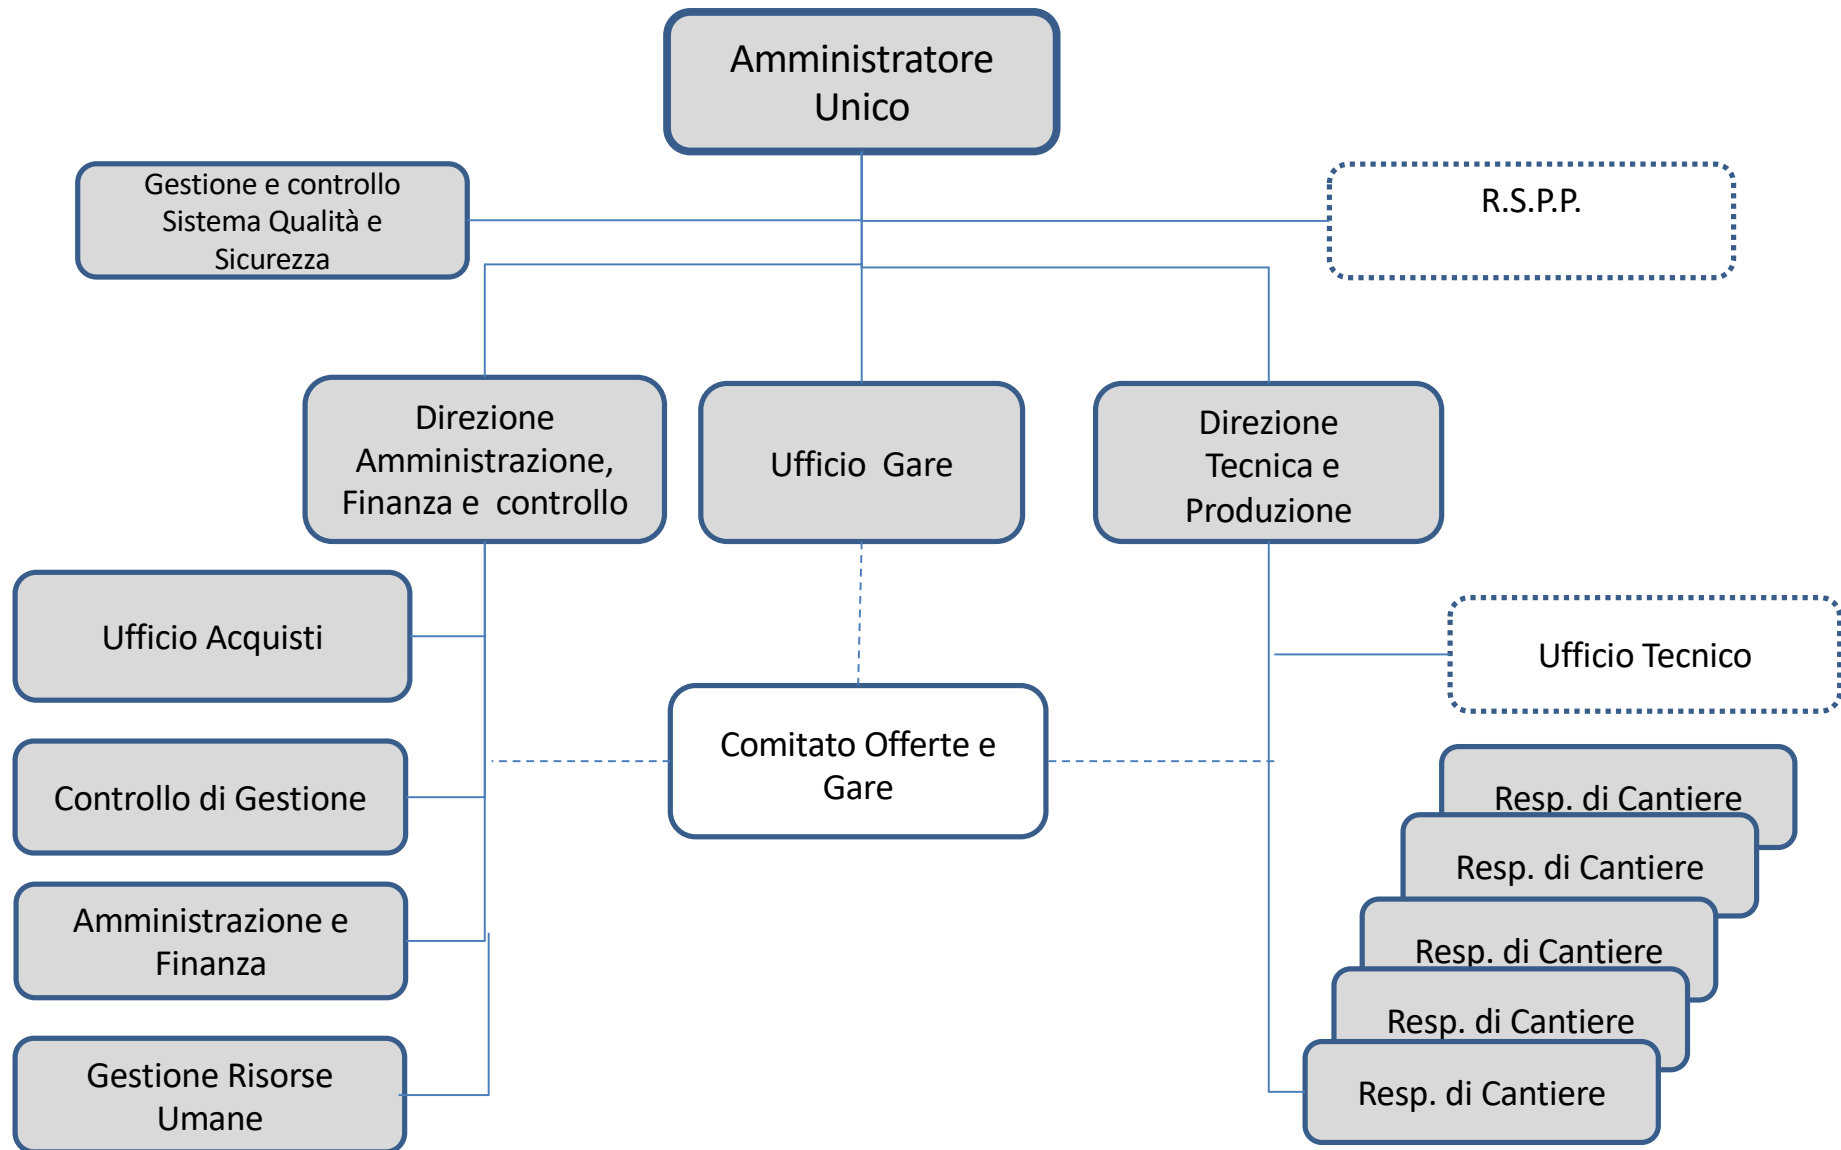 Amministratore
Unico
Gestione e controllo
Sistema Qualità e
Sicurezza
R.S.P.P.
Direzione
Amministrazione,
Finanza e controllo
Ufficio Gare
Direzione
Tecnica e
Produzione
Ufficio Acquisti
Ufficio Tecnico
Comitato Offerte e
Gare
Controllo di Gestione
Resp. di Cantiere
Resp. di Cantiere
Amministrazione e
Finanza
Resp. di Cantiere
Resp. di Cantiere
Gestione Risorse
Umane
Resp. di Cantiere